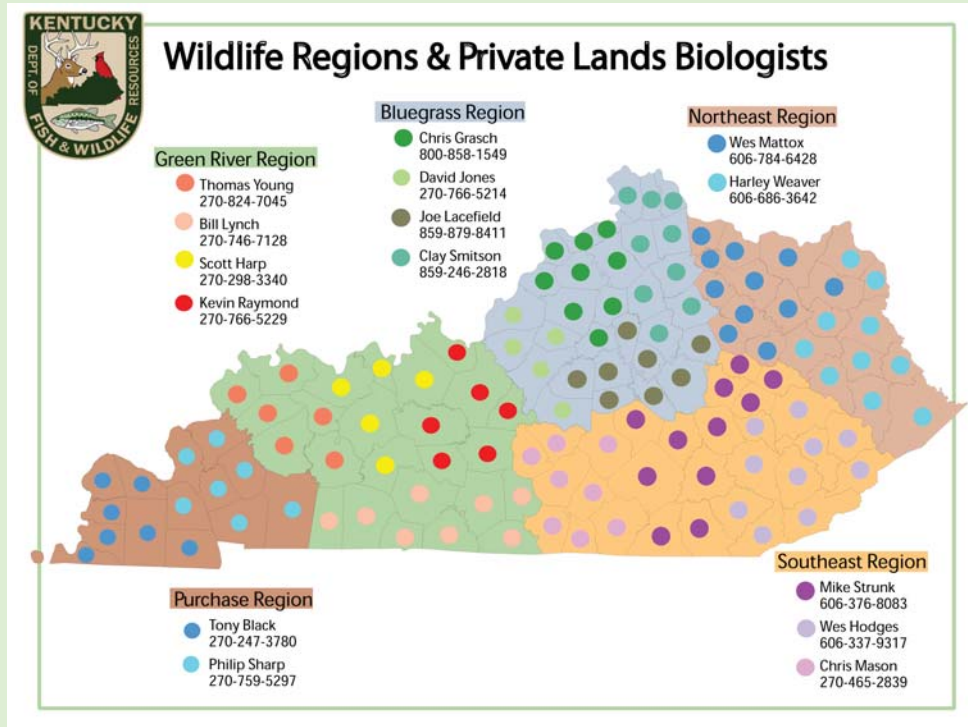 KENTUCKY
DEPT. OF
FISH & WILDLIFE
RESOURCES
Wildlife Regions & Private Lands Biologists
Green River Region
Thomas Young
270-824-7045
Bill Lynch
270-746-7128
Scott Harp
270-298-3340
Kevin Raymond
270-766-5229
Bluegrass Region
Chris Grasch
800-858-1549
David Jones
270-766-5214
Joe Lacefield
859-879-8411
Clay Smitson
859-246-2818
Northeast Region
Wes Mattox
606-784-6428
Harley Weaver
606-686-3642
Purchase Region
Tony Black
270-247-3780
Philip Sharp
270-759-5297
Southeast Region
Mike Strunk
606-376-8083
Wes Hodges
606-337-9317
Chris Mason
270-465-2839